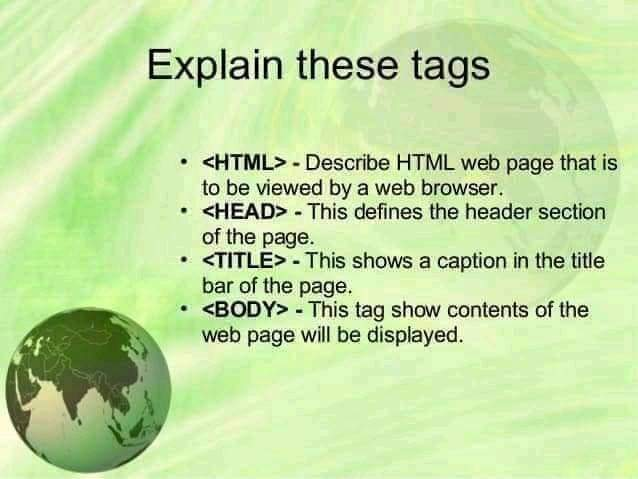 Explain these tags
• <HTML> - Describe HTML web page that is
to be viewed by a web browser.
• <HEAD> - This defines the header section
of the page.
• <TITLE> - This shows a caption in the title
bar of the page.
• <BODY> - This tag show contents of the
web page will be displayed.